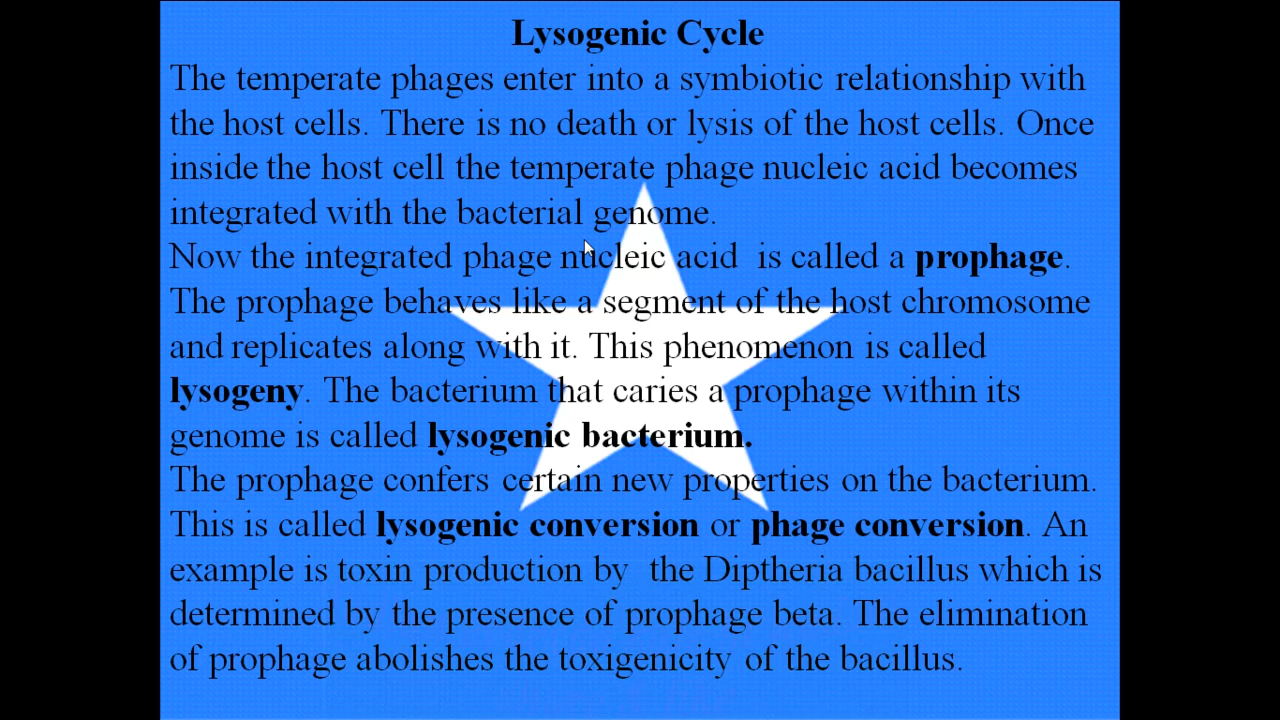 Lysogenic Cycle
The temperate phages enter into a symbiotic relationship with
the host cells. There is no death or lysis of the host cells. Once
inside the host cell the temperate phage nucleic acid becomes
integrated with the bacterial genome.
Now the integrated phage nucleic acid  is called a prophage.
The prophage behaves like a segment of the host chromosome
and replicates along with it. This phenomenon is called
lysogeny. The bacterium that caries a prophage within its
genome is called lysogenic bacterium.
The prophage confers certain new properties on the bacterium.
This is called lysogenic conversion or phage conversion. An
example is toxin production by  the Diptheria bacillus which is
determined by the presence of prophage beta. The elimination
of prophage abolishes the toxigenicity of the bacillus.